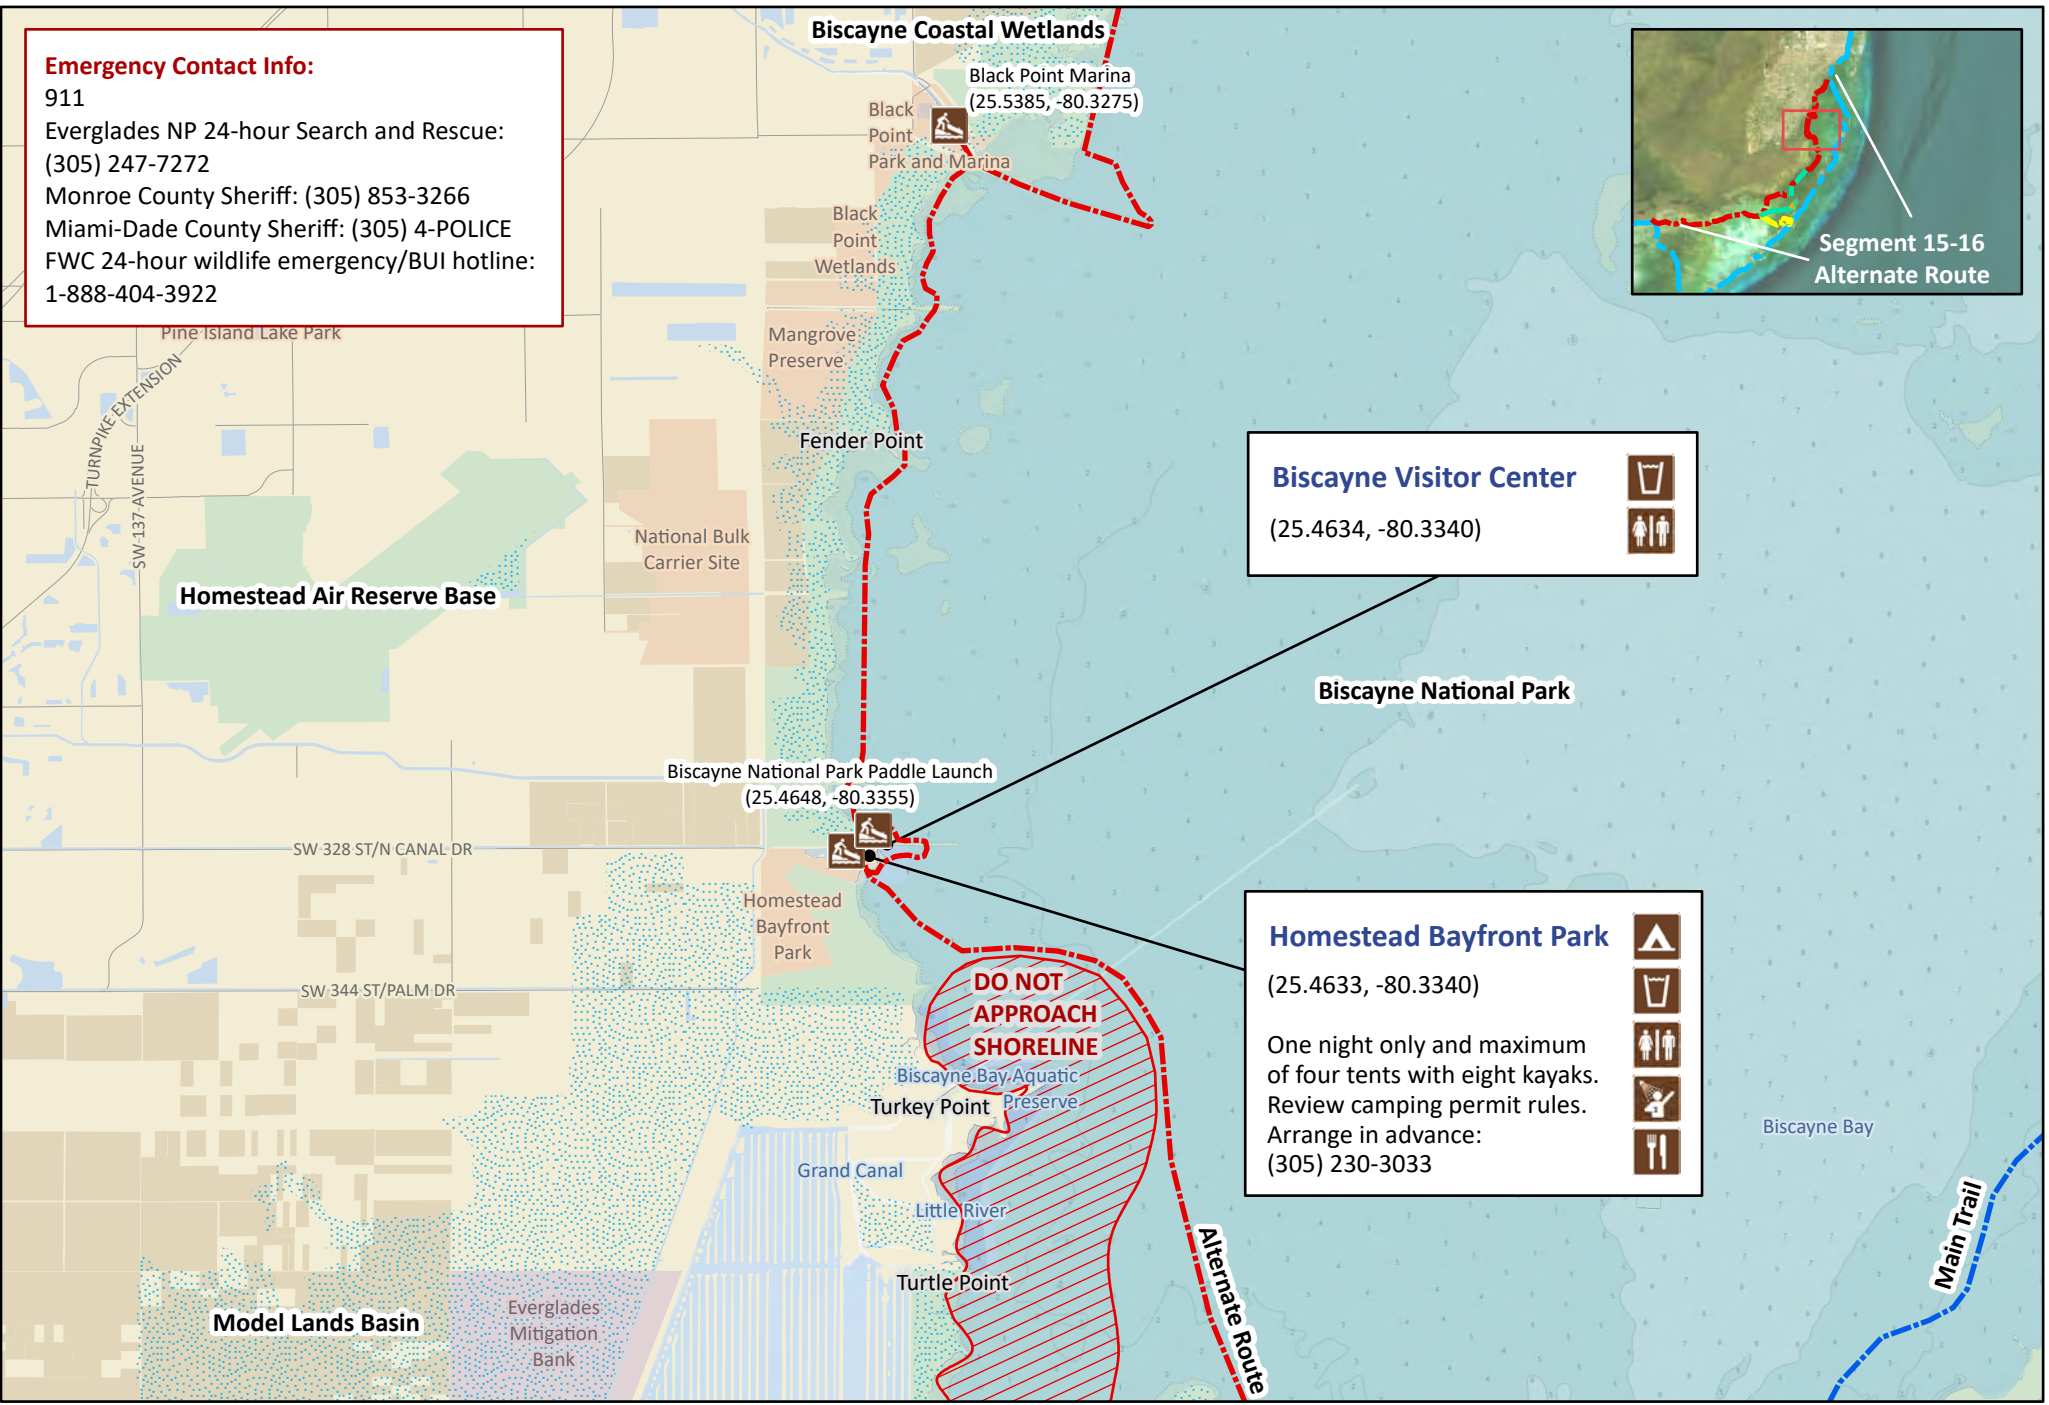 Biscayne Coastal Wetlands
Emergency Contact Info:
911
Everglades NP 24-hour Search and Rescue:
(305) 247-7272
Monroe County Sheriff: (305) 853-3266
Miami-Dade County Sheriff: (305) 4-POLICE
FWC 24-hour wildlife emergency/BUI hotline:
1-888-404-3922
Black Point Marina
(25.5385, -80.3275)
Black
Point
Park and Marina
Segment 15-16
Alternate Route
Black
Point
Wetlands
Pine Island Lake Park
Mangrove
Preserve
TURNPIKE EXTENSION
SW 137 AVENUE
Fender Point
Biscayne Visitor Center
(25.4634, -80.3340)
National Bulk
Carrier Site
Homestead Air Reserve Base
Biscayne National Park
Biscayne National Park Paddle Launch
(25.4648, -80.3355)
SW 328 ST/N CANAL DR
Homestead
Bayfront
Park
Homestead Bayfront Park
(25.4633, -80.3340)
One night only and maximum
of four tents with eight kayaks.
Review camping permit rules.
Arrange in advance:
(305) 230-3033
SW 344 ST/PALM DR
DO NOT
APPROACH
SHORELINE
Biscayne Bay Aquatic
Preserve
Turkey Point
Biscayne Bay
Grand Canal
Little River
Turtle Point
Alternate Route
Main Trail
Model Lands Basin
Everglades
Mitigation
Bank